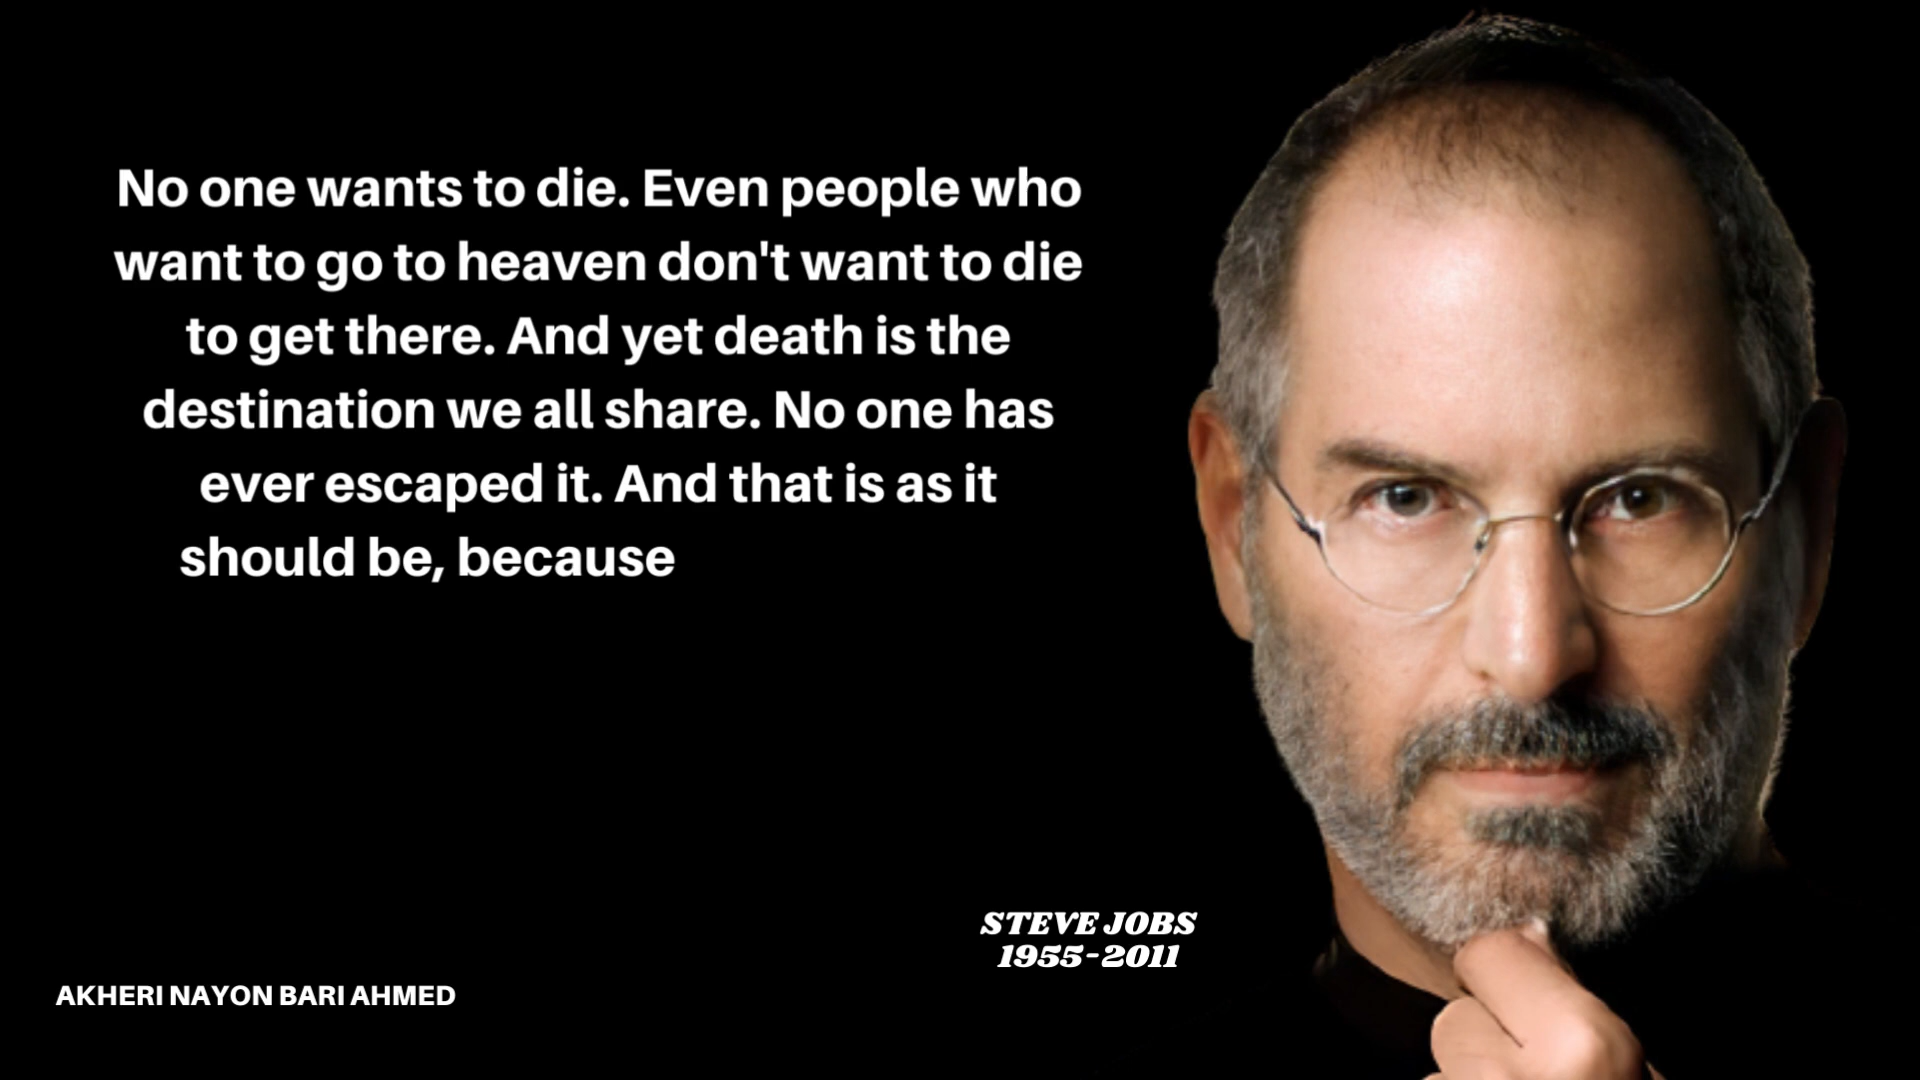 No one wants to die. Even people who
want to go to heaven don't want to die
to get there. And yet death is the
destination we all share. No one has
ever escaped it. And that is as it
should be, because
STEVE JOBS
1955-2011
AKHERI NAYON BARI AHMED